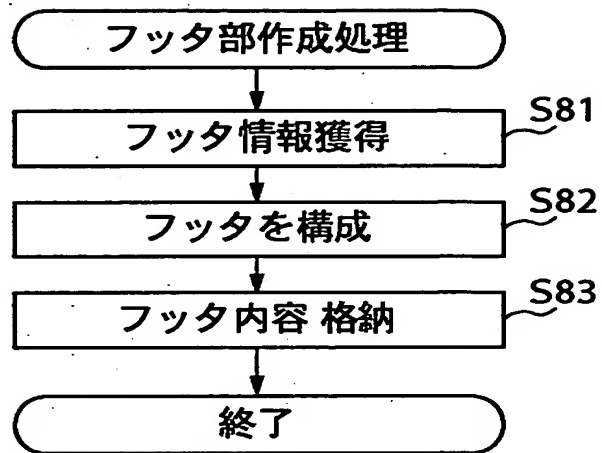 フッタ部作成処理
フッタ情報獲得
S81
フッタを構成
S82
フッタ内容 格納
S83
終了